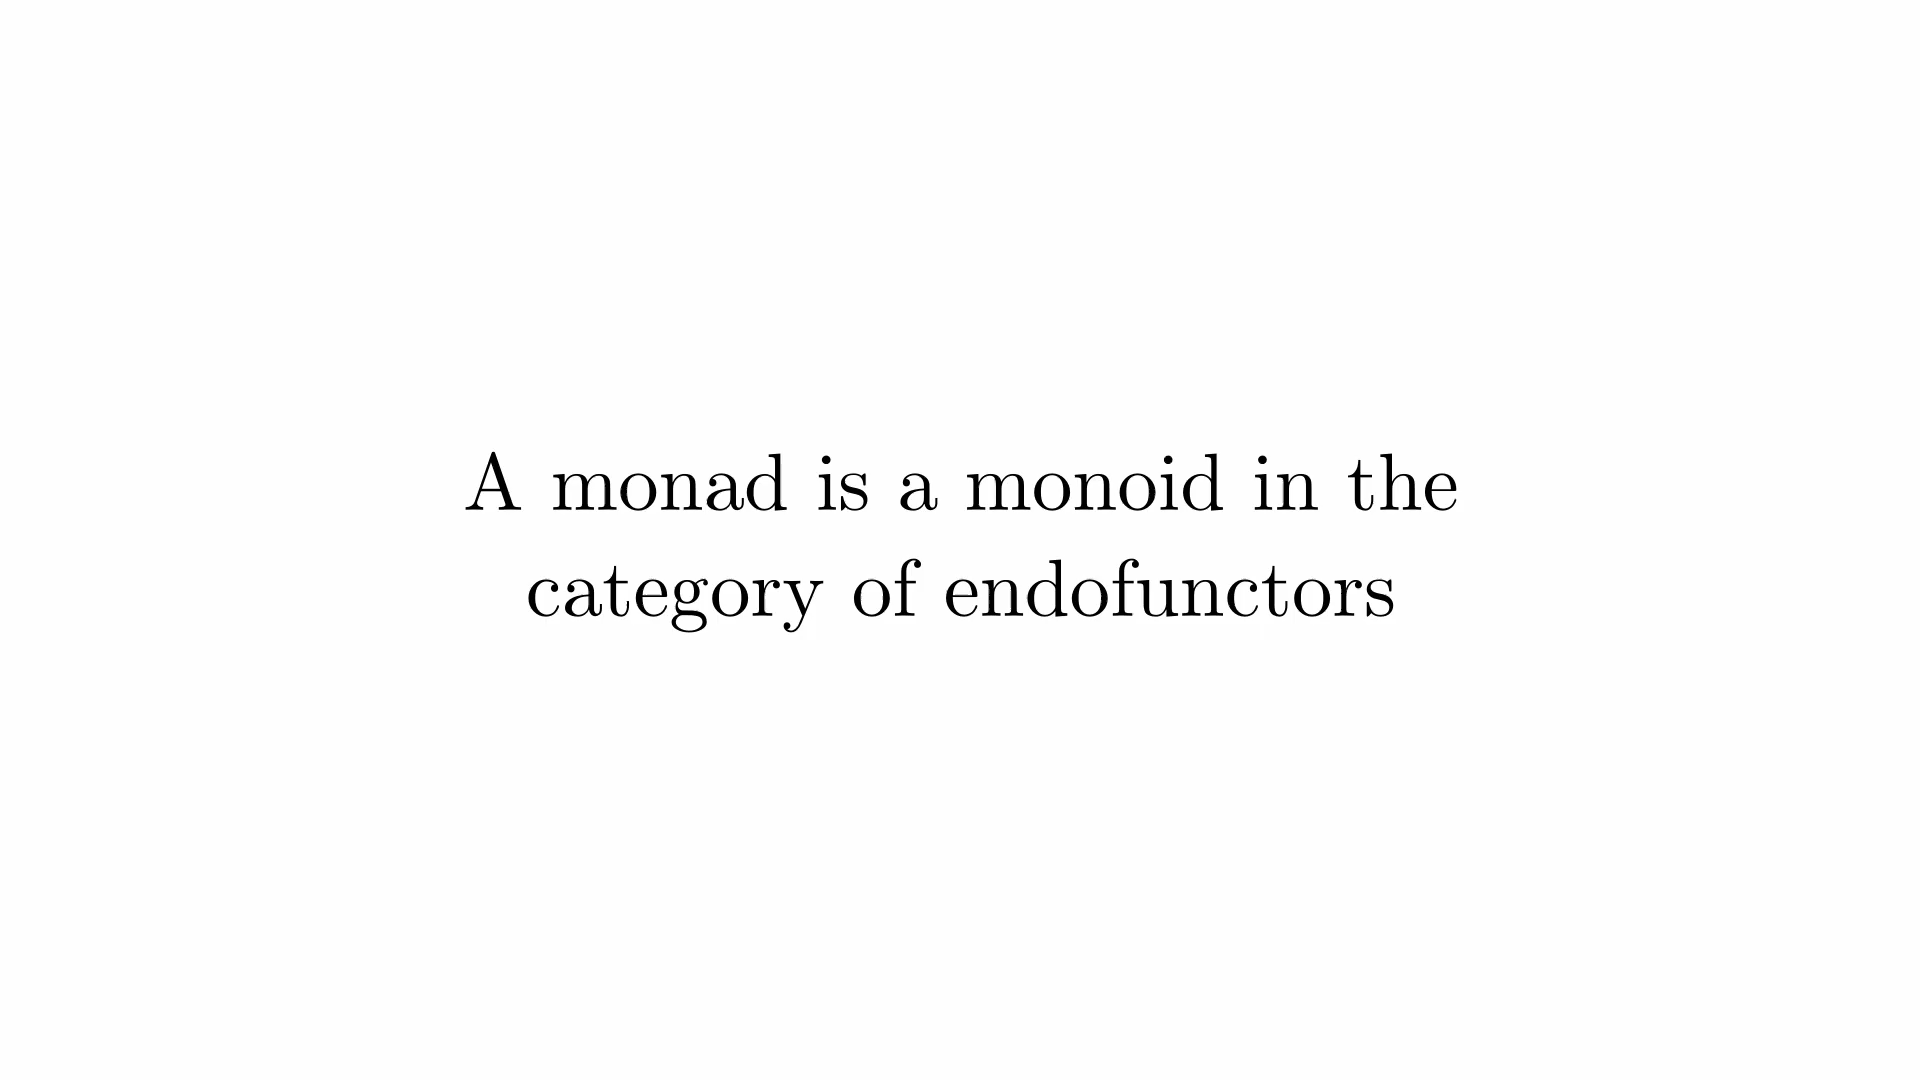 A monad is a monoid in the
category of endofunctors